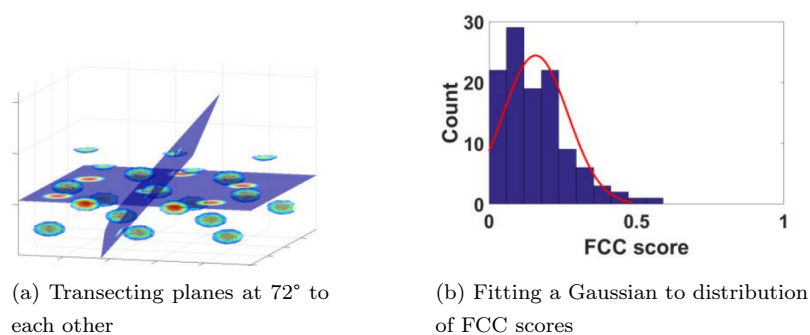 30
20
10
0
Count
0
0.5
1
FCC score
(a) Transecting planes at 72° to
each other
(b) Fitting a Gaussian to distribution
of FCC scores